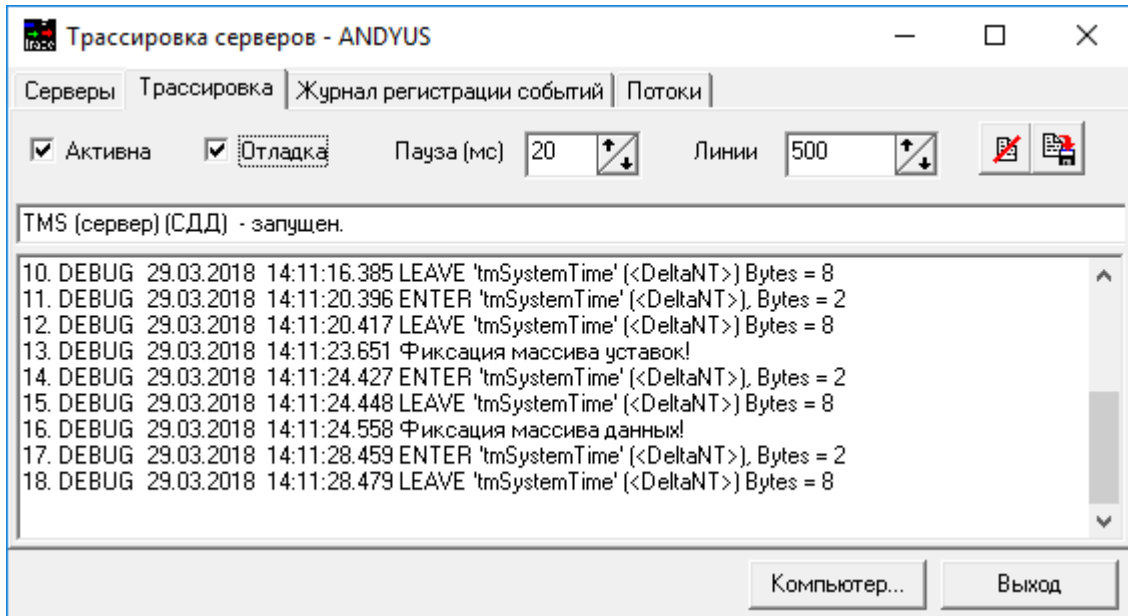 Трассировка серверов - ANDYUS
Серверы Трассировка Журнал регистрации событий Потоки
Активна Отладка Пауза (мс) 20 Линии 500
TMS (сервер) (СДД)  - запущен.
10. DEBUG  29.03.2018  14:11:16.385 LEAVE 'tmSystemTime' (<DeltaNT>) Bytes = 8
11. DEBUG  29.03.2018  14:11:20.396 ENTER 'tmSystemTime' (<DeltaNT>), Bytes = 2
12. DEBUG  29.03.2018  14:11:20.417 LEAVE 'tmSystemTime' (<DeltaNT>) Bytes = 8
13. DEBUG  29.03.2018  14:11:23.651 Фиксация массива уставок!
14. DEBUG  29.03.2018  14:11:24.427 ENTER 'tmSystemTime' (<DeltaNT>), Bytes = 2
15. DEBUG  29.03.2018  14:11:24.448 LEAVE 'tmSystemTime' (<DeltaNT>) Bytes = 8
16. DEBUG  29.03.2018  14:11:24.558 Фиксация массива данных!
17. DEBUG  29.03.2018  14:11:28.459 ENTER 'tmSystemTime' (<DeltaNT>), Bytes = 2
18. DEBUG  29.03.2018  14:11:28.479 LEAVE 'tmSystemTime' (<DeltaNT>) Bytes = 8
Компьютер... Выход